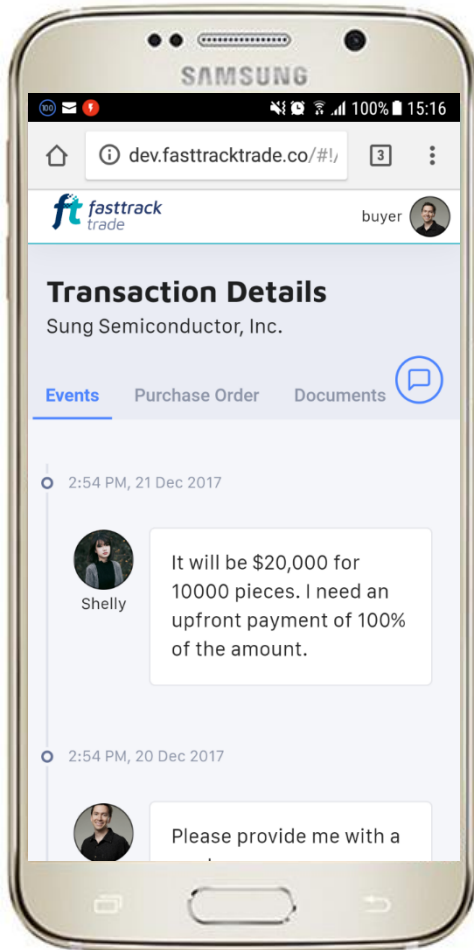 SAMSUNG
100
100% 15:16
dev.fasttracktrade.co/#!/
3
ft fasttrack
trade
buyer
Transaction Details
Sung Semiconductor, Inc.
Events Purchase Order Documents
2:54 PM, 21 Dec 2017
It will be $20,000 for
10000 pieces. I need an
upfront payment of 100%
of the amount.
Shelly
2:54 PM, 20 Dec 2017
Please provide me with a